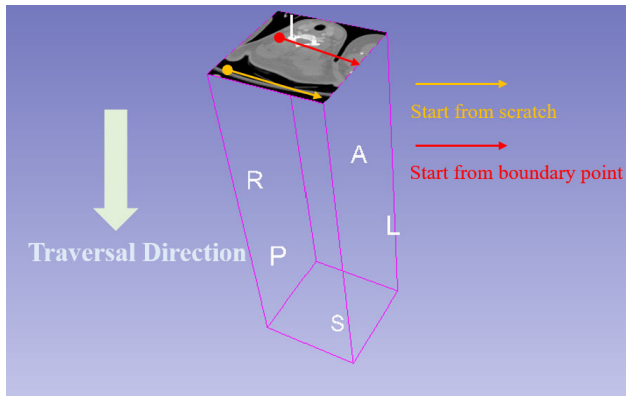 I
Start from scratch
A
Start from boundary point
R
L
Traversal Direction
P
S